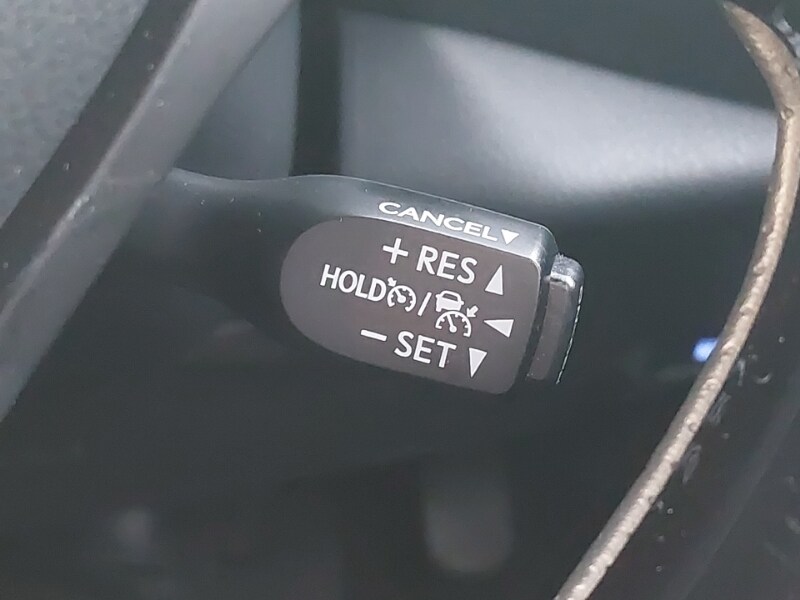 CANCEL▼
+ RES ▲
HOLD /
- SET ▼